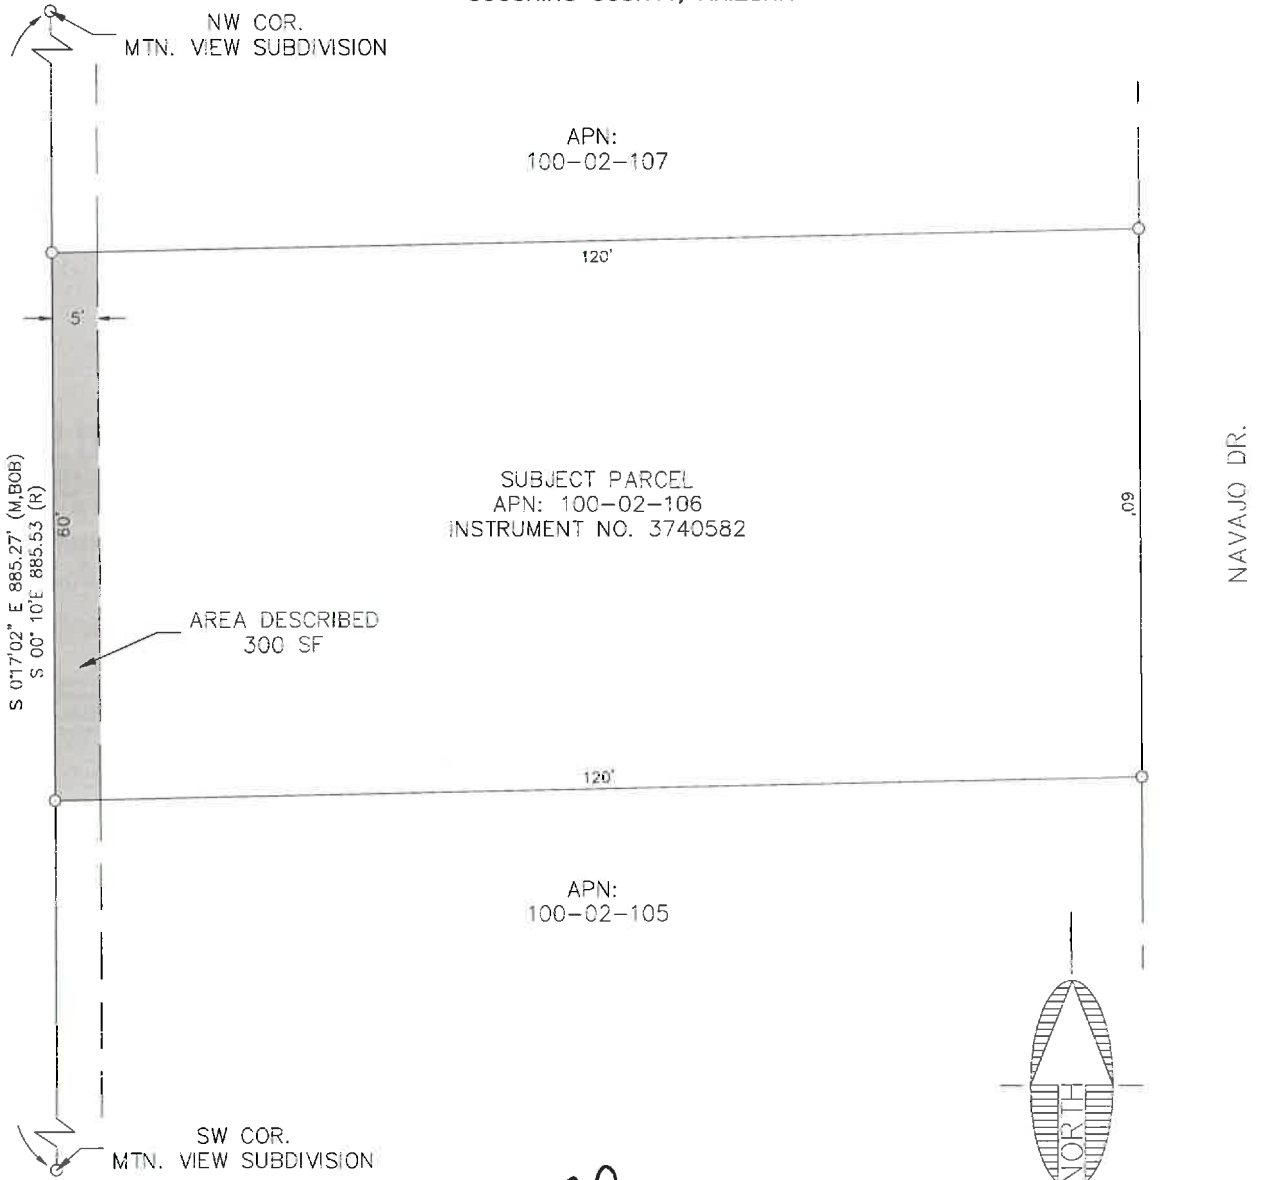 NW COR.
MTN. VIEW SUBDIVISION
APN:
100-02-107
120'
5'
S 0°17'02" E 885.27' (M,BOB)
S 00° 10'E 885.53 (R)
60'
SUBJECT PARCEL
APN: 100-02-106
INSTRUMENT NO. 3740582
60'
NAVAJO DR.
AREA DESCRIBED
300 SF
120'
APN:
100-02-105
SW COR.
MTN. VIEW SUBDIVISION
NORTH